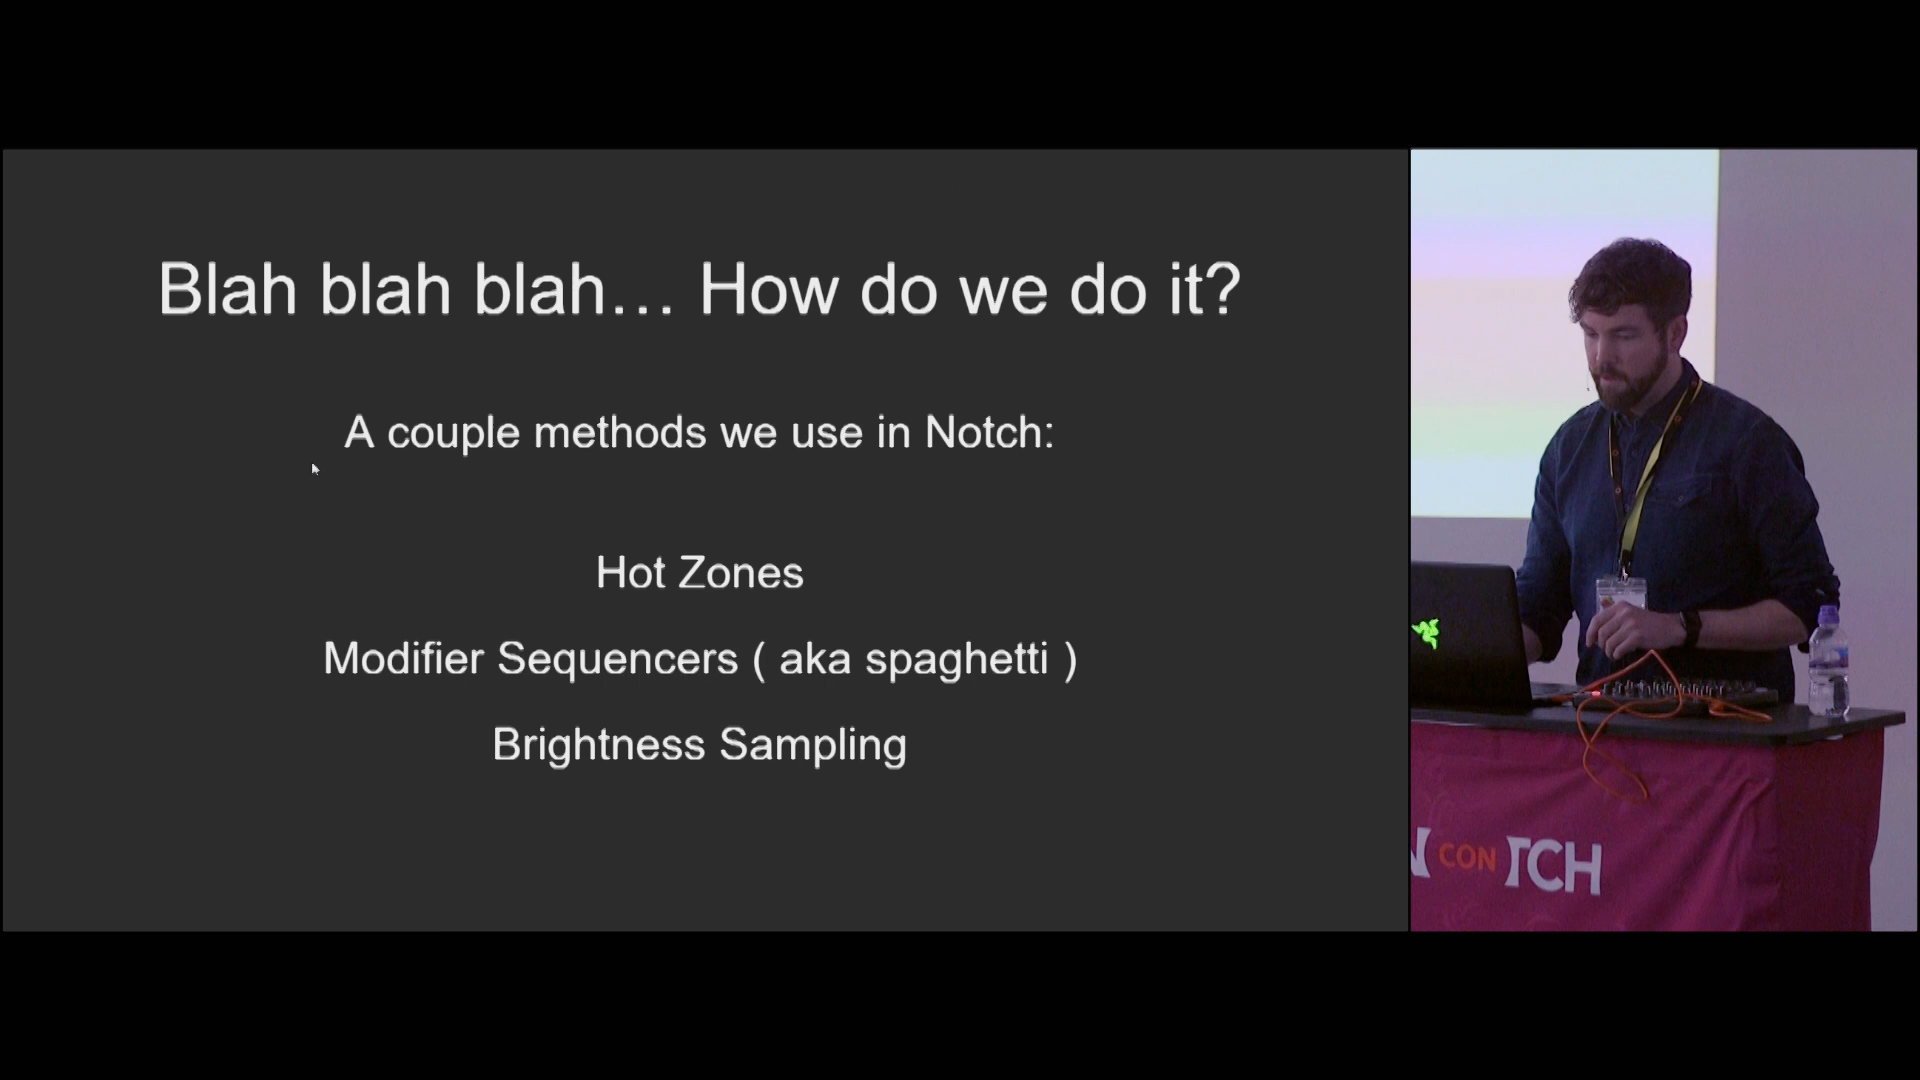 Blah blah blah… How do we do it?
A couple methods we use in Notch:
Hot Zones
Modifier Sequencers ( aka spaghetti )
Brightness Sampling
N CON TCH